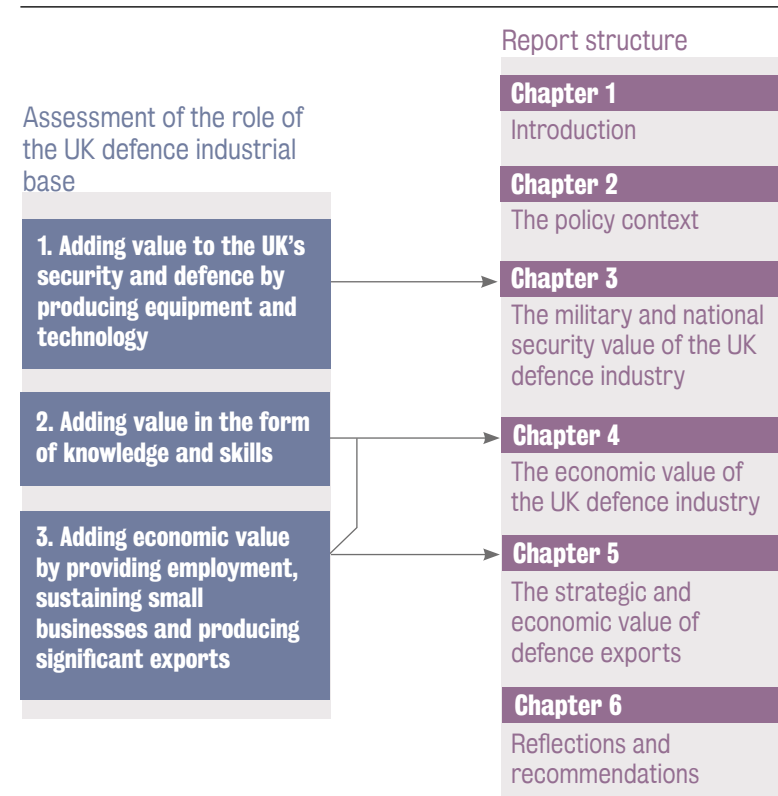 Assessment of the role of
the UK defence industrial
base
1. Adding value to the UK's
security and defence by
producing equipment and
technology
2. Adding value in the form
of knowledge and skills
3. Adding economic value
by providing employment,
sustaining small
businesses and producing
significant exports
Report structure
Chapter 1
Introduction
Chapter 2
The policy context
Chapter 3
The military and national
security value of the UK
defence industry
Chapter 4
The economic value of
the UK defence industry
Chapter 5
The strategic and
economic value of
defence exports
Chapter 6
Reflections and
recommendations